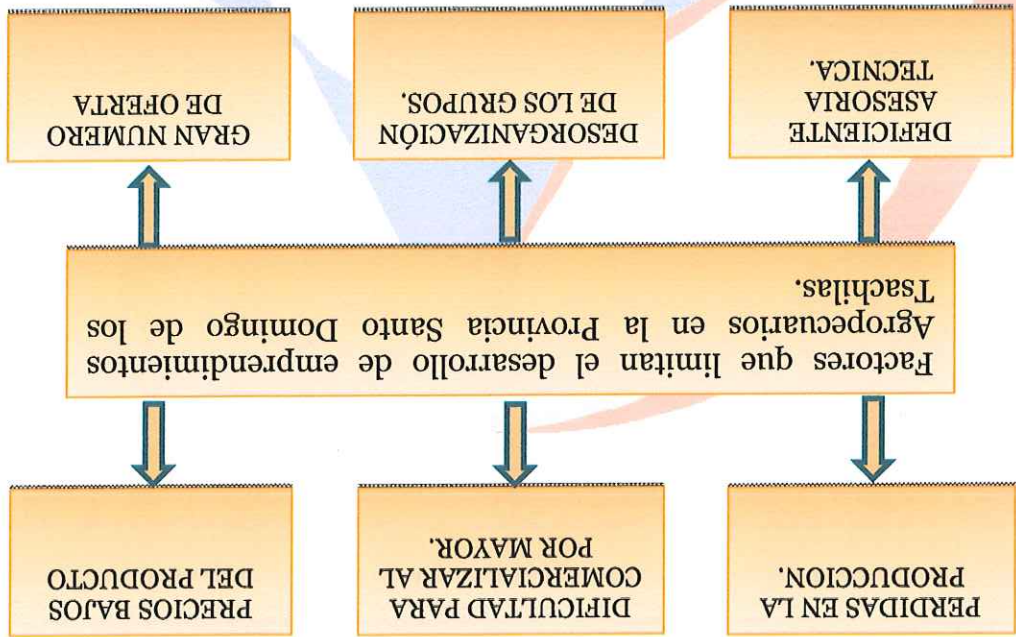 PERDIDAS EN LA
PRODUCCION.
DIFICULTAD PARA
COMERCIALIZAR AL
POR MAYOR.
PRECIOS BAJOS
DEL PRODUCTO
Factores que limitan el desarrollo de emprendimientos
Agropecuarios en la Provincia Santo Domingo de los
Tsachilas.
DEFICIENTE
ASESORIA
TECNICA.
DESORGANIZACIÓN
DE LOS GRUPOS.
GRAN NUMERO
DE OFERTA